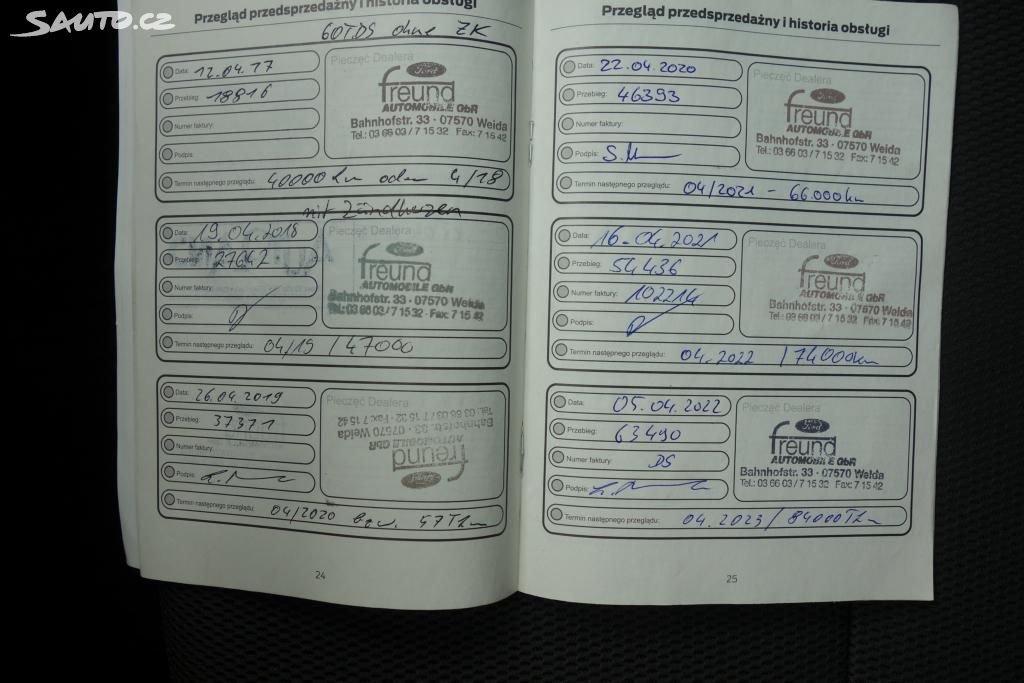 SAUTO.CZ
Przegląd przedsprzedażny i historia obsługi
60TDS ohne ZK
Data: 12.04.17
Przebieg: 18816
Numer faktury:
Podpis:
Termin następnego przeglądu: 40000 km oder 4/18
Pieczęć Dealera
Ford
freund
AUTOMOBILE GbR
Bahnhofstr. 33 · 07570 Weida
Tel.: 03 66 03 / 7 15 32 Fax: 7 15 42
mit Zündkerzen
Data: 19.04.2018
Przebieg: 27642
Numer faktury:
Podpis:
Termin następnego przeglądu: 04/19 / 47000
Pieczęć Dealera
Ford
freund
AUTOMOBILE GbR
Bahnhofstr. 33 · 07570 Weida
Tel.: 03 66 03 / 7 15 32 · Fax: 7 15 42
Data: 26.04.2019
Przebieg: 37371
Numer faktury:
Podpis:
Termin następnego przeglądu: 04/2020 bzw. 57Tkm
Pieczęć Dealera
Ford
freund
AUTOMOBILE GbR
Bahnhofstr. 33 · 07570 Weida
Tel.: 03 66 03 / 7 15 32 · Fax: 7 15 42
24
Przegląd przedsprzedażny i historia obsługi
Data: 22.04.2020
Przebieg: 46393
Numer faktury:
Podpis:
Termin następnego przeglądu: 04/2021 - 66.000km
Pieczęć Dealera
Ford
freund
AUTOMOBILE GbR
Bahnhofstr. 33 · 07570 Weida
Tel.: 03 66 03 / 7 15 32 Fax: 7 15 42
Data: 16.04.2021
Przebieg: 54436
Numer faktury: 102214
Podpis:
Termin następnego przeglądu: 04.2022 / 74000km
Pieczęć Dealera
Ford
freund
AUTOMOBILE GbR
Bahnhofstr. 33 · 07570 Weida
Tel.: 03 66 03 / 7 15 32 Fax: 7 15 42
Data: 05.04.2022
Przebieg: 63490
Numer faktury: DS
Podpis:
Termin następnego przeglądu: 04.2023 / 84000Tkm
Pieczęć Dealera
Ford
freund
AUTOMOBILE GbR
Bahnhofstr. 33 · 07570 Weida
Tel.: 03 66 03 / 7 15 32 Fax: 7 15 42
25